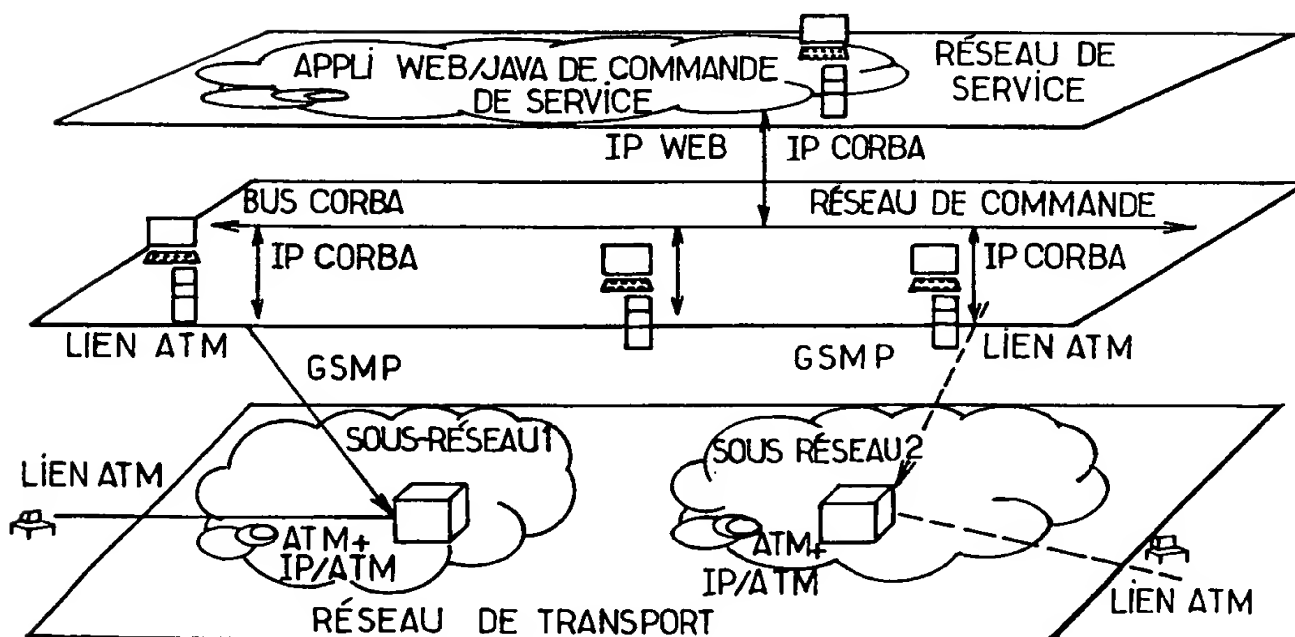 APPLI WEB/JAVA DE COMMANDE
DE SERVICE
RÉSEAU DE
SERVICE
IP WEB
IP CORBA
BUS CORBA
RÉSEAU DE COMMANDE
IP CORBA
IP CORBA
LIEN ATM
GSMP
GSMP
LIEN ATM
SOUS-RÉSEAU1
SOUS RÉSEAU2
LIEN ATM
ATM+
IP/ATM
ATM+
IP/ATM
LIEN ATM
RÉSEAU DE TRANSPORT